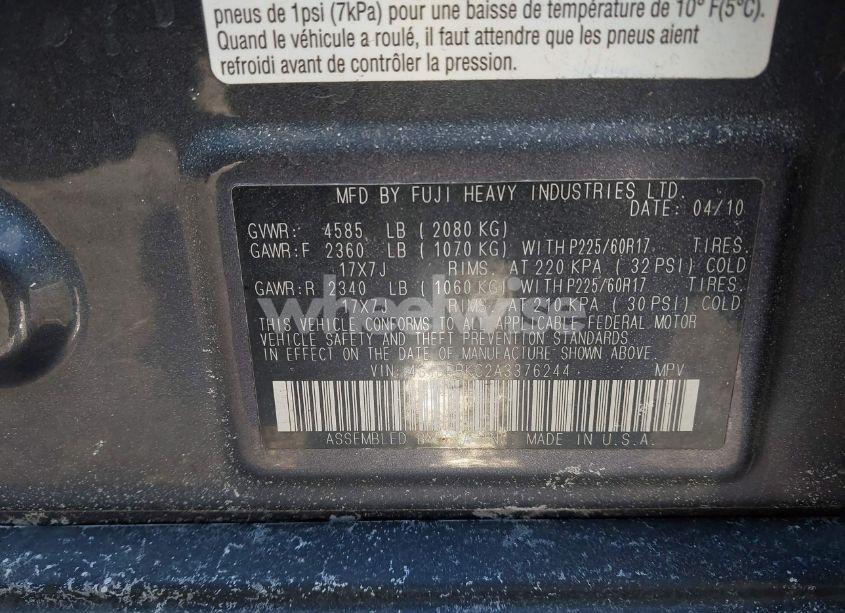 pneus de 1psi (7kPa) pour une baisse de température de 10° F(5°C).
Quand le véhicule a roulé, il faut attendre que les pneus aient
refroidi avant de contrôler la pression.
MFD BY FUJI HEAVY INDUSTRIES LTD.
DATE: 04/10
GVWR: 4585 LB (2080 KG)
GAWR:F 2360 LB (1070 KG) WITH P225/60R17 TIRES.
17X7J RIMS. AT 220 KPA (32 PSI) COLD
GAWR:R 2340 LB (1060 KG) WITH P225/60R17 TIRES.
17X7J RIMS. AT 210 KPA (30 PSI) COLD
wheelwise
THIS VEHICLE CONFORMS TO ALL APPLICABLE FEDERAL MOTOR
VEHICLE SAFETY AND THEFT PREVENTION STANDARDS
IN EFFECT ON THE DATE OF MANUFACTURE SHOWN ABOVE.
VIN: MPV
ASSEMBLED MADE IN U.S.A.